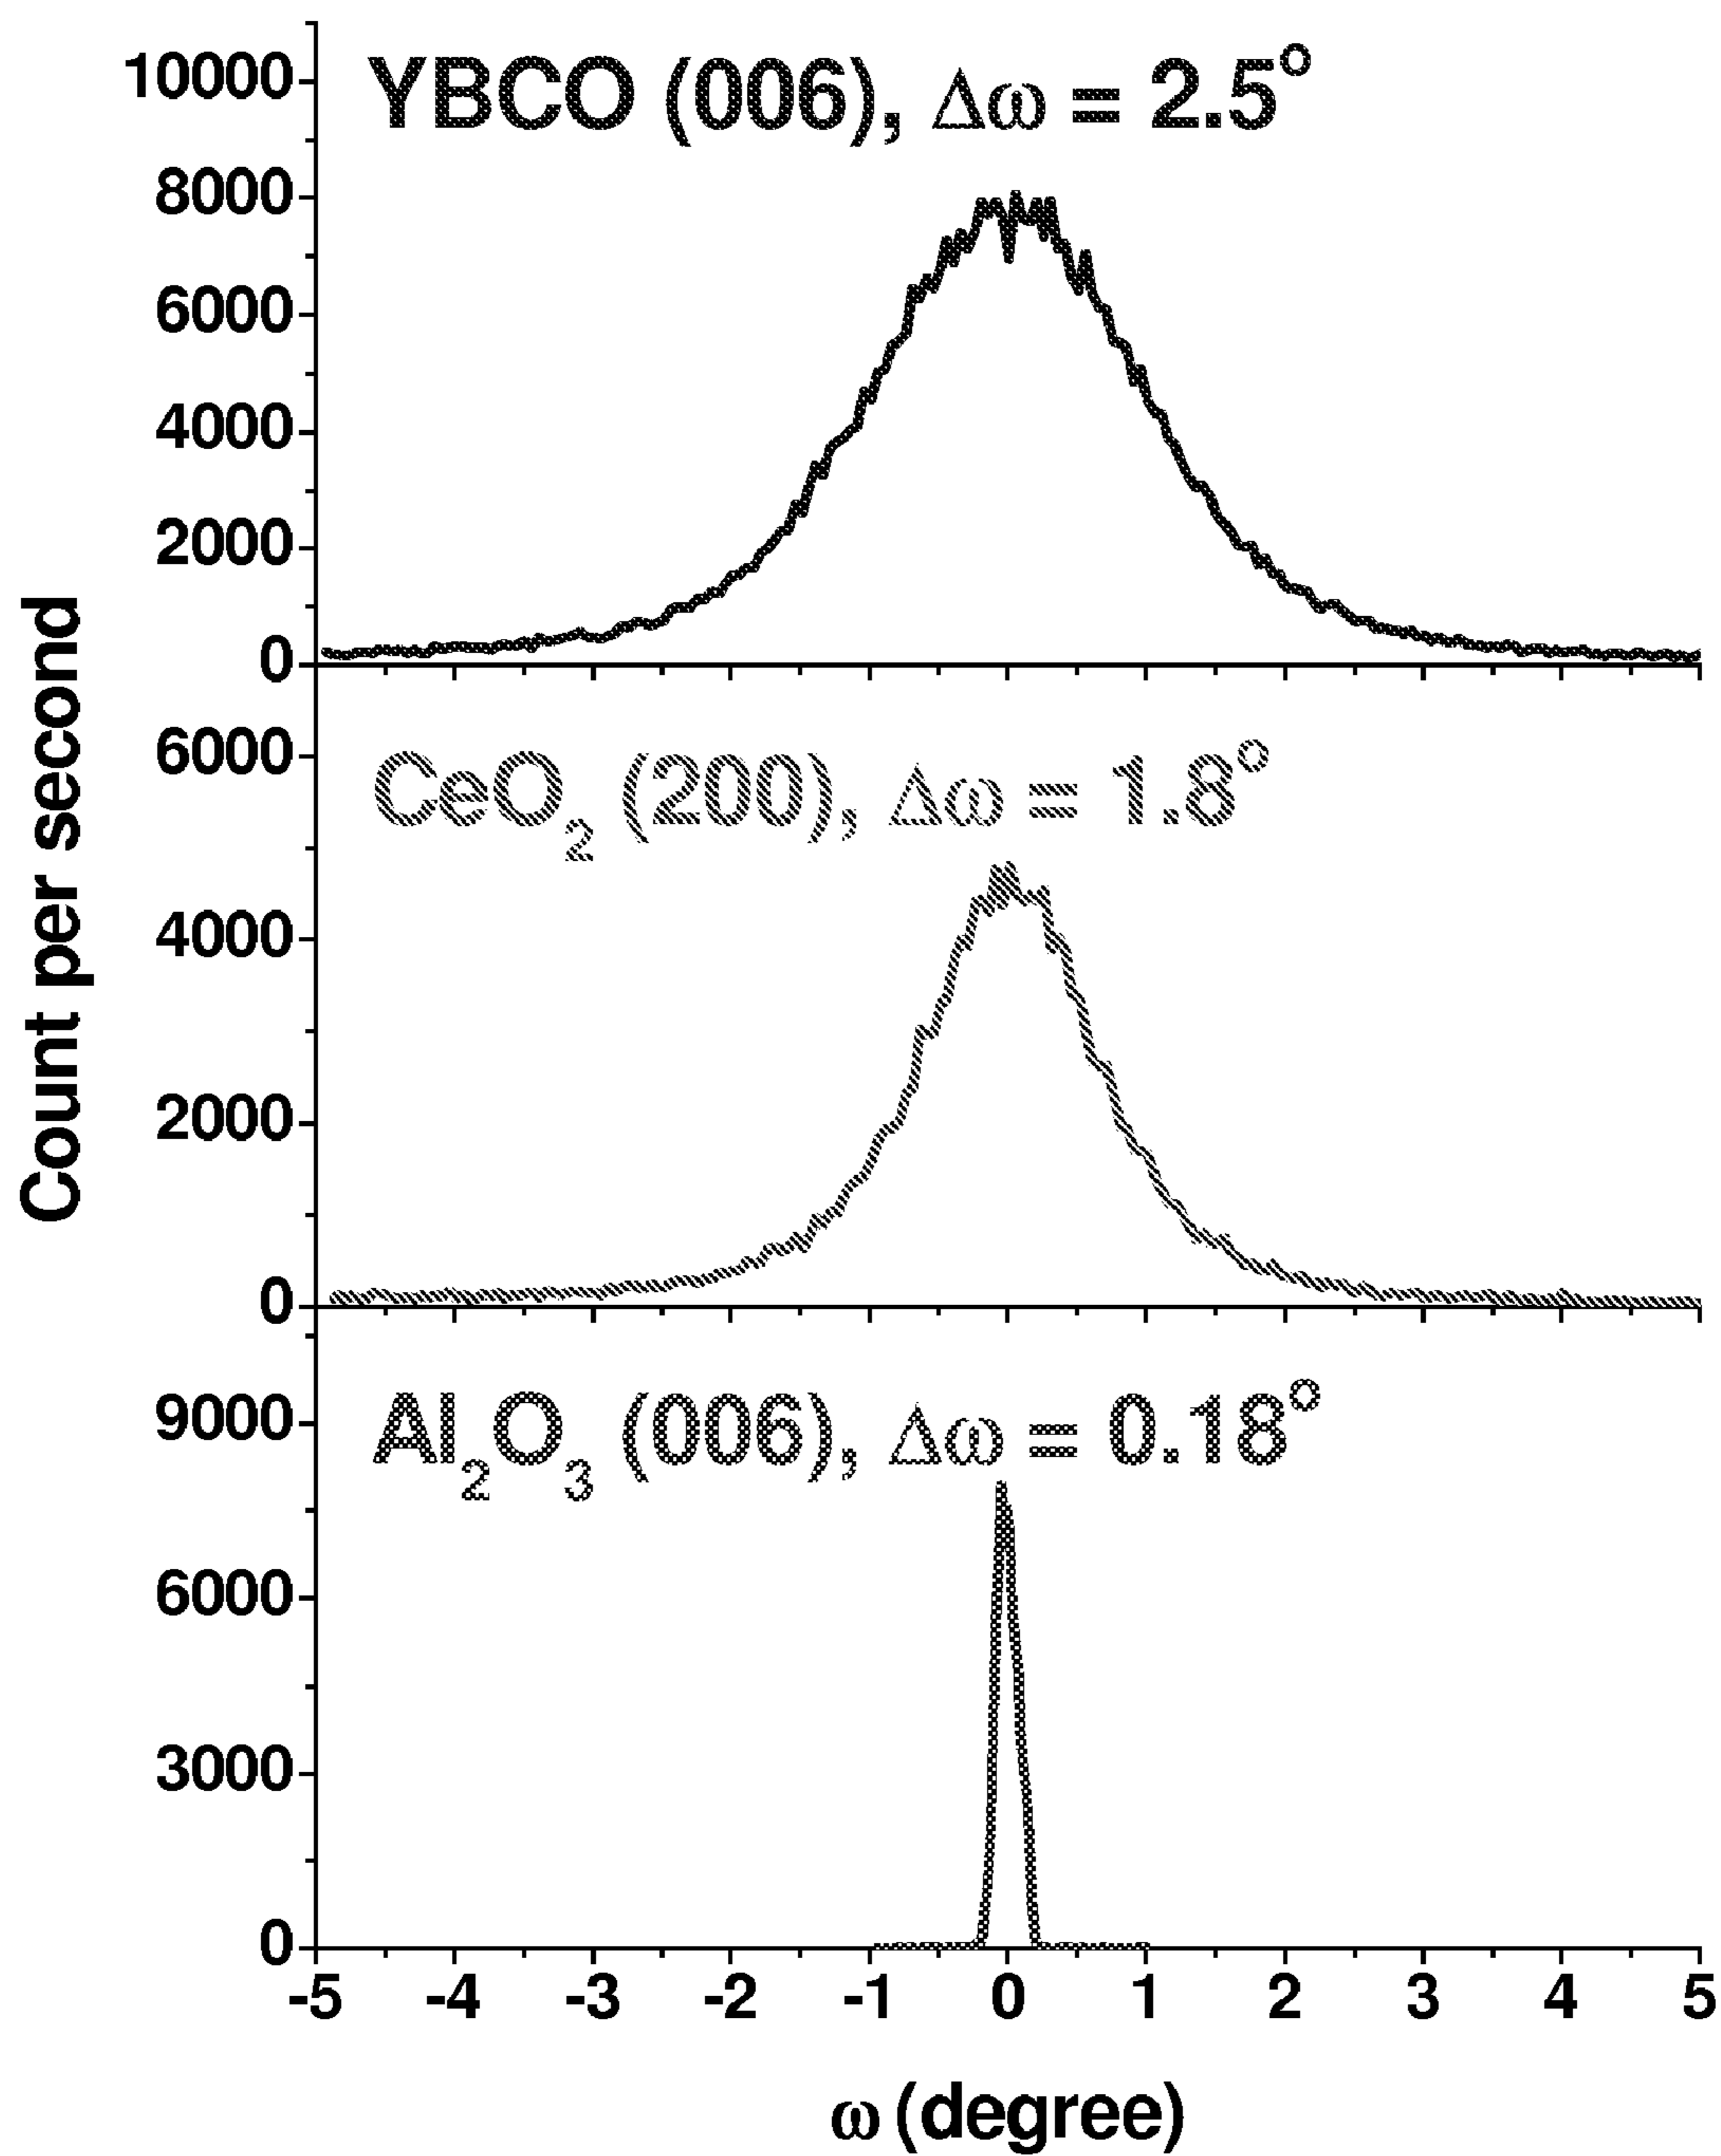 YBCO (006), Δω = 2.5°
10000
8000
6000
4000
2000
0
Count per second
CeO₂ (200), Δω = 1.8°
6000
4000
2000
0
Al₂O₃ (006), Δω = 0.18°
9000
6000
3000
0
-5 -4 -3 -2 -1 0 1 2 3 4 5
ω (degree)